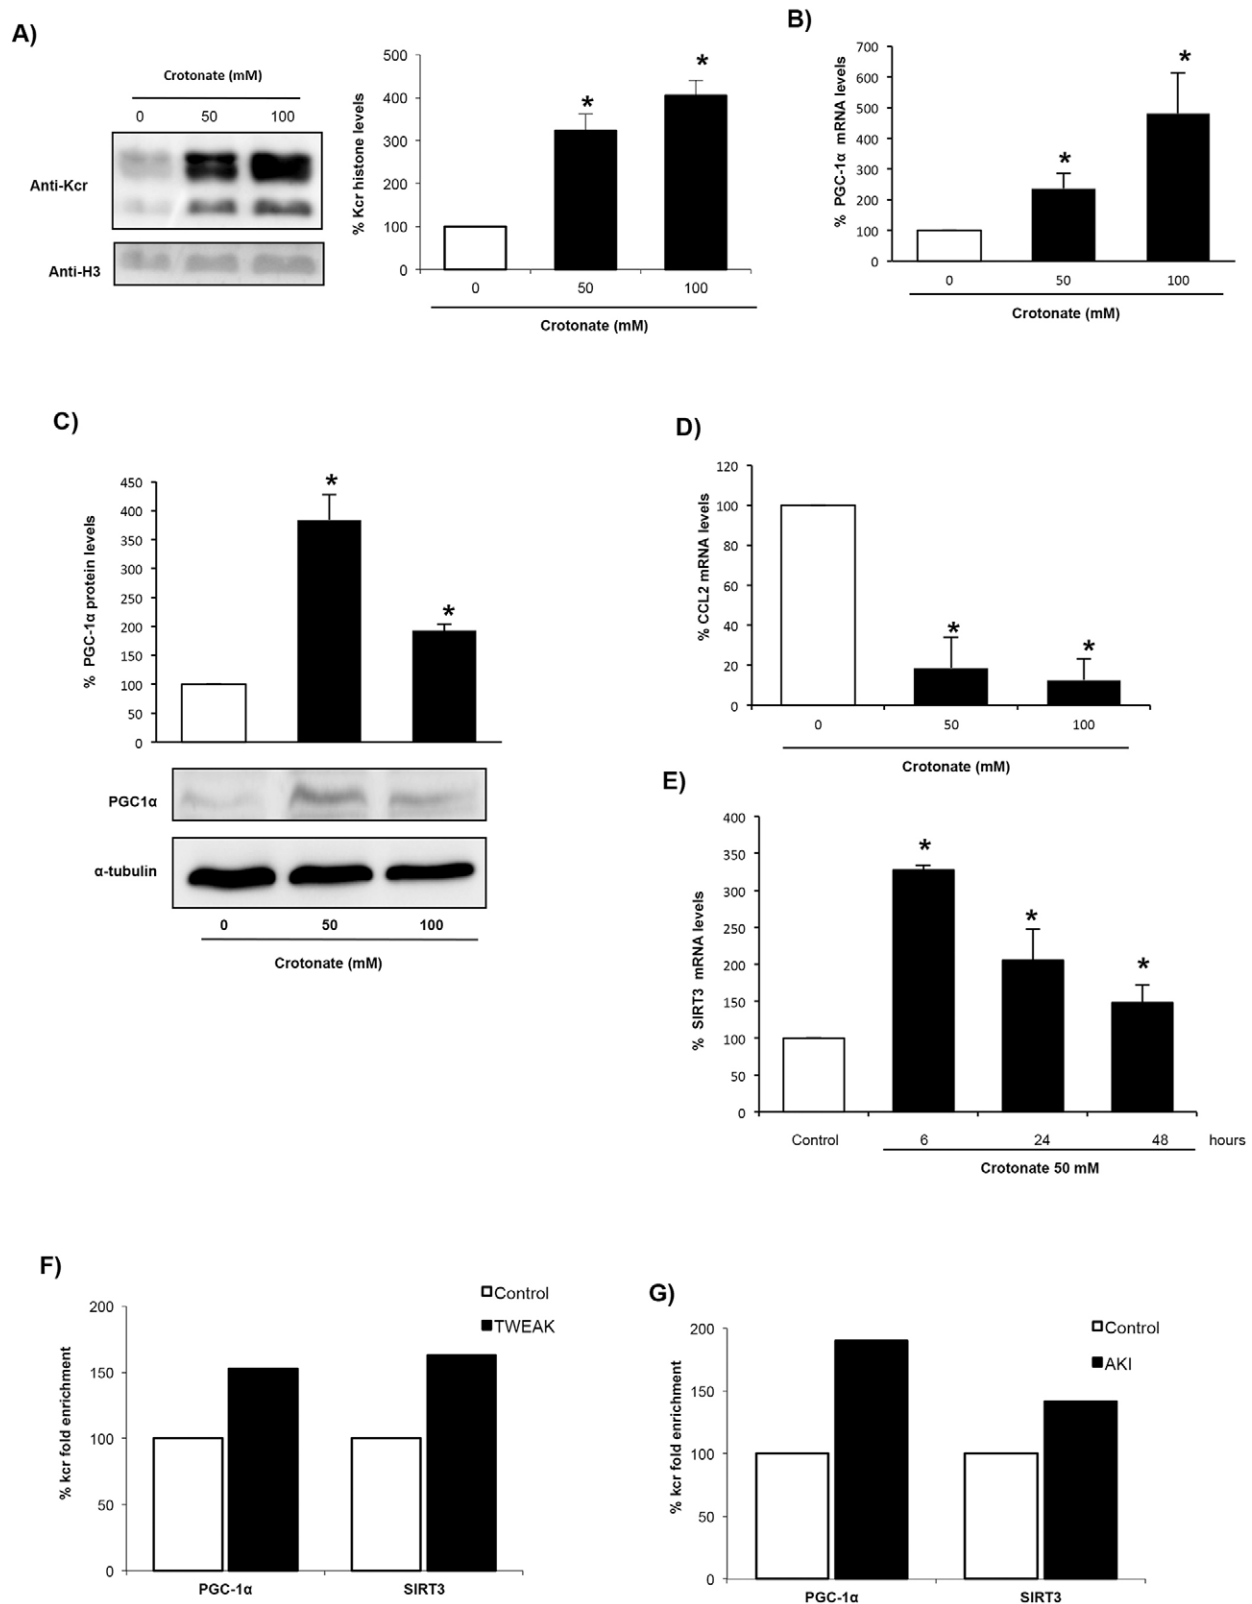 A)
Crotonate (mM)
0 50 100
Anti-Kcr
Anti-H3
% Kcr histone levels
500
400
300
200
100
0
*
*
0 50 100
Crotonate (mM)
B)
% PGC-1α mRNA levels
700
600
500
400
300
200
100
0
*
*
0 50 100
Crotonate (mM)
C)
% PGC-1α protein levels
450
400
350
300
250
200
150
100
50
0
*
*
PGC1α
α-tubulin
0 50 100
Crotonate (mM)
D)
% CCL2 mRNA levels
120
100
80
60
40
20
0
*
*
0 50 100
Crotonate (mM)
E)
% SIRT3 mRNA levels
400
350
300
250
200
150
100
50
0
*
*
*
Control 6 24 48 hours
Crotonate 50 mM
F)
% kcr fold enrichment
200
150
100
50
0
Control
TWEAK
PGC-1α SIRT3
G)
% kcr fold enrichment
200
150
100
50
0
Control
AKI
PGC-1α SIRT3